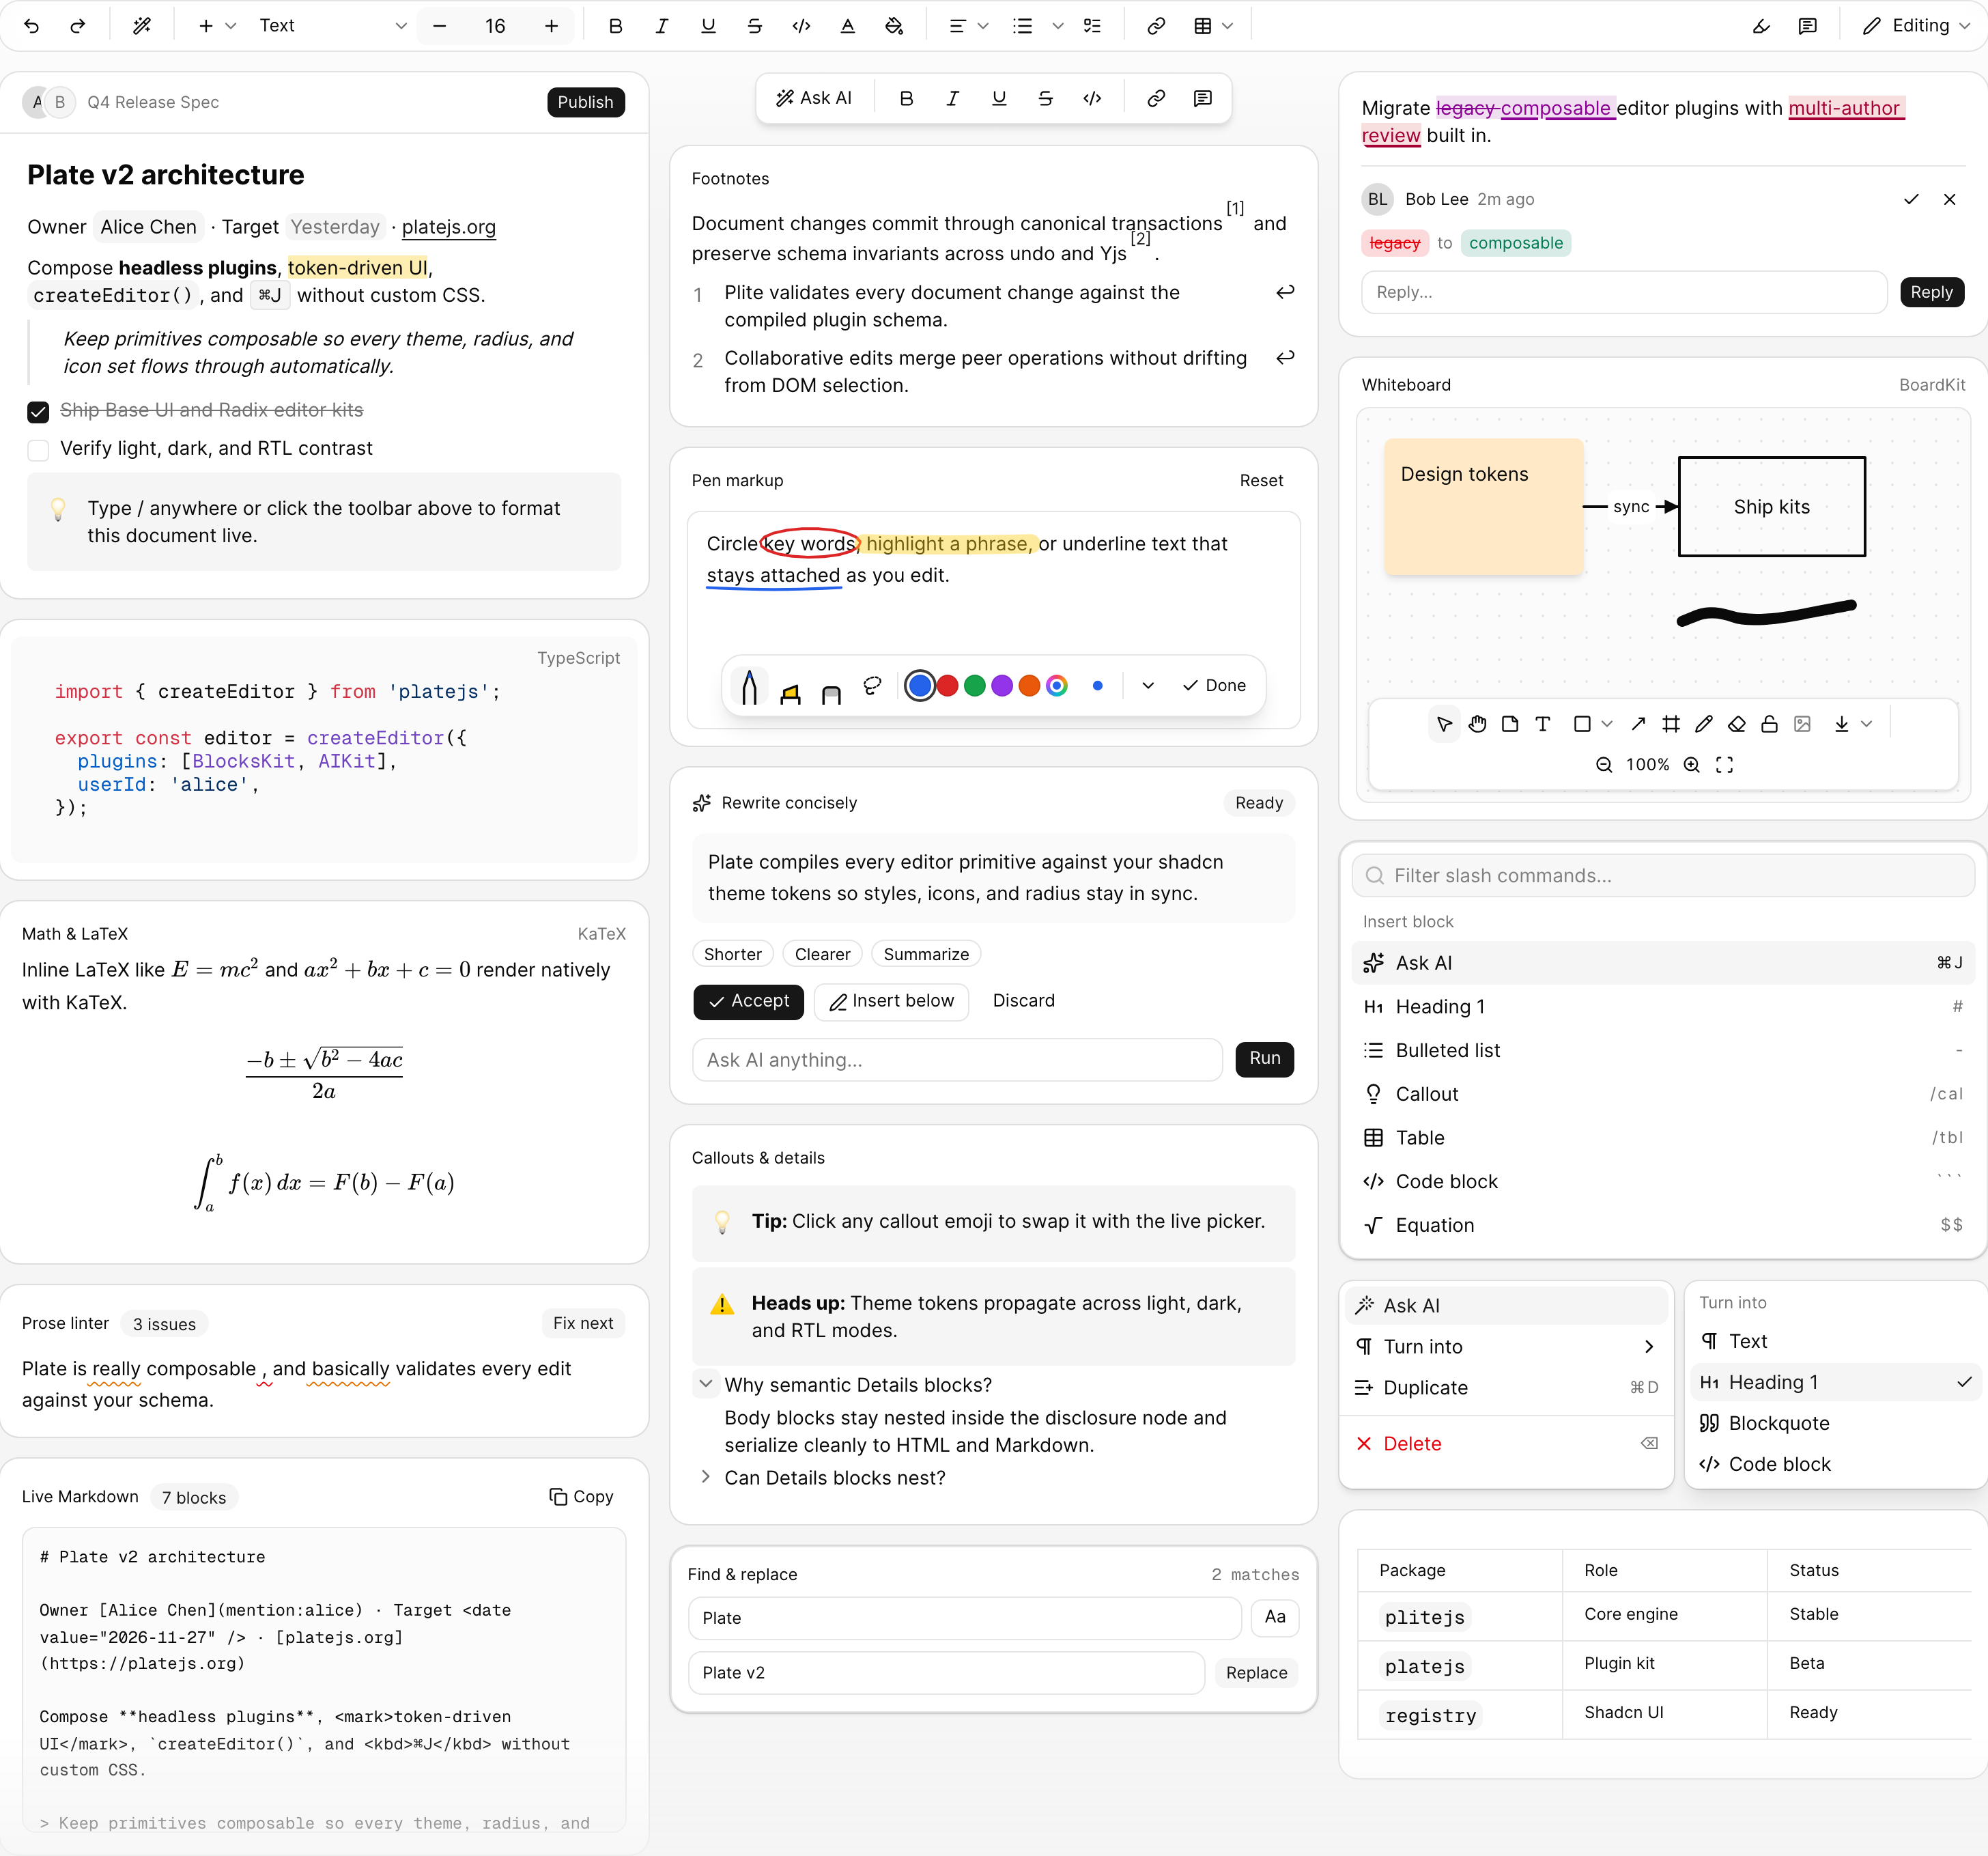 Text
16
Editing
A
B
Q4 Release Spec
Publish
Plate v2 architecture
Owner Alice Chen · Target Yesterday · platejs.org
Compose headless plugins, token-driven UI,
createEditor(), and ⌘J without custom CSS.
Keep primitives composable so every theme, radius, and
icon set flows through automatically.
Ship Base UI and Radix editor kits
Verify light, dark, and RTL contrast
Type / anywhere or click the toolbar above to format
this document live.
TypeScript
import { createEditor } from 'platejs';
export const editor = createEditor({
plugins: [BlocksKit, AIKit],
userId: 'alice',
});
Math & LaTeX
KaTeX
Inline LaTeX like E = mc² and ax² + bx + c = 0 render natively
with KaTeX.
−b ± √b² − 4ac
2a
∫ₐᵇ f(x) dx = F(b) − F(a)
Prose linter
3 issues
Fix next
Plate is really composable , and basically validates every edit
against your schema.
Live Markdown
7 blocks
Copy
# Plate v2 architecture
Owner [Alice Chen](mention:alice) · Target <date
value="2026-11-27" /> · [platejs.org]
(https://platejs.org)
Compose **headless plugins**, <mark>token-driven
UI</mark>, `createEditor()`, and <kbd>⌘J</kbd> without
custom CSS.
> Keep primitives composable so every theme, radius, and
Ask AI
B I U S
Footnotes
Document changes commit through canonical transactions [1] and
preserve schema invariants across undo and Yjs [2].
1 Plite validates every document change against the
compiled plugin schema.
2 Collaborative edits merge peer operations without drifting
from DOM selection.
Pen markup
Reset
Circle key words, highlight a phrase, or underline text that
stays attached as you edit.
Done
Rewrite concisely
Ready
Plate compiles every editor primitive against your shadcn
theme tokens so styles, icons, and radius stay in sync.
Shorter
Clearer
Summarize
Accept
Insert below
Discard
Ask AI anything...
Run
Callouts & details
Tip: Click any callout emoji to swap it with the live picker.
Heads up: Theme tokens propagate across light, dark,
and RTL modes.
Why semantic Details blocks?
Body blocks stay nested inside the disclosure node and
serialize cleanly to HTML and Markdown.
Can Details blocks nest?
Find & replace
2 matches
Plate
Aa
Plate v2
Replace
Migrate legacy composable editor plugins with multi-author
review built in.
BL
Bob Lee 2m ago
legacy to composable
Reply...
Reply
Whiteboard
BoardKit
Design tokens
sync
Ship kits
100%
Filter slash commands...
Insert block
Ask AI ⌘J
Heading 1 #
Bulleted list -
Callout /cal
Table /tbl
Code block ```
Equation $$
Ask AI
Turn into
Duplicate ⌘D
Delete
Turn into
Text
H1 Heading 1
Blockquote
Code block
Package Role Status
plitejs Core engine Stable
platejs Plugin kit Beta
registry Shadcn UI Ready